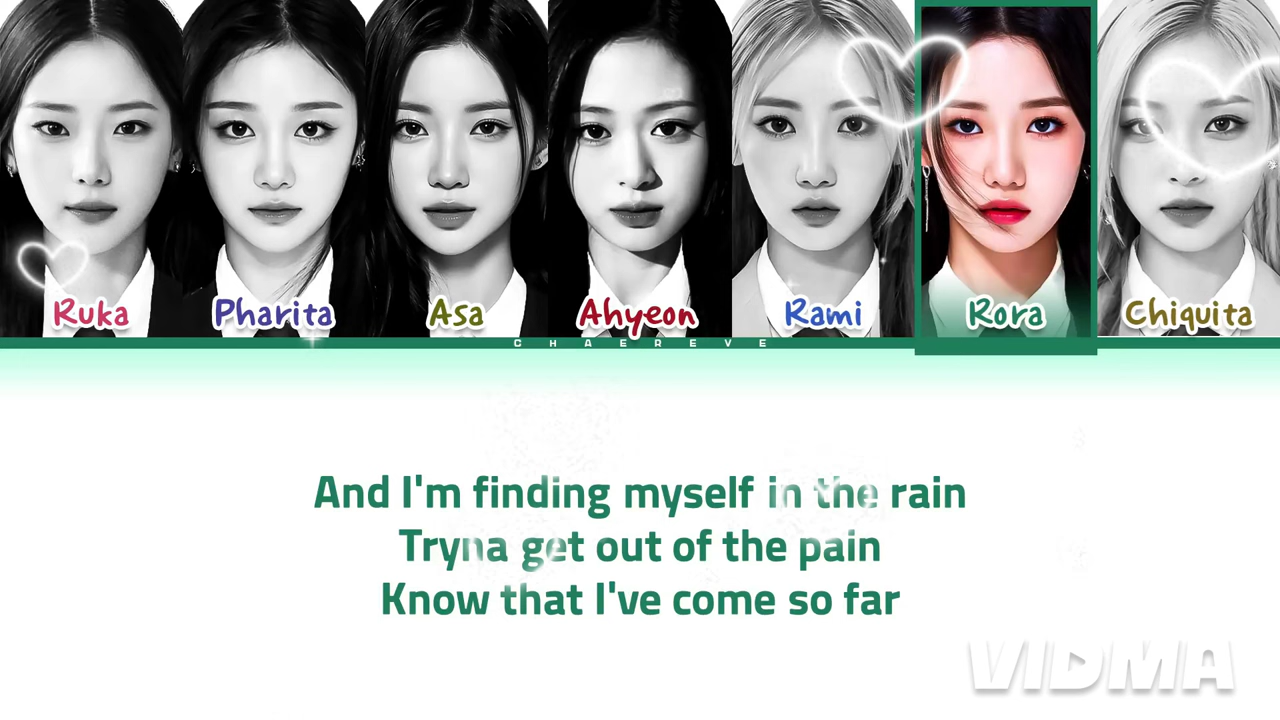 Ruka Pharita Asa Ahyeon Rami Rora Chiquita
CHAEREVE
And I'm finding myself in the rain
Tryna get out of the pain
Know that I've come so far
VIDMA